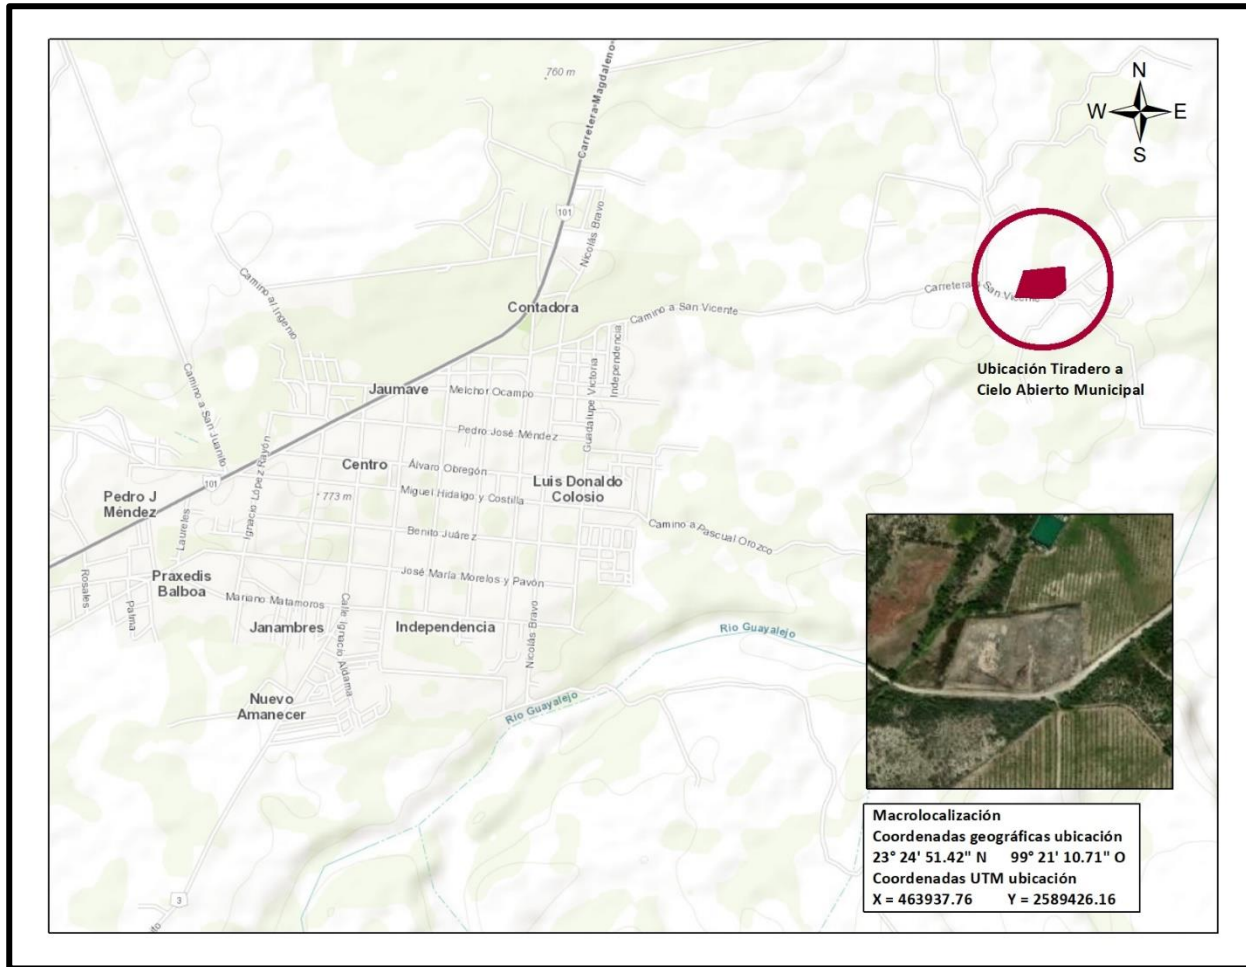 760 m
Carretera Magdaleno
N
W E
S
101
Nicolás Bravo
Camino al Ingenio
Contadora
Camino a San Vicente
Carretera a San Vicente
Ubicación Tiradero a
Cielo Abierto Municipal
Independencia
Guadalupe Victoria
Jaumave
Melchor Ocampo
Camino a San Juanito
Pedro José Méndez
Ignacio López Rayón
Centro
Álvaro Obregón
Luis Donaldo
Colosio
101
Pedro J
Méndez
773 m
Miguel Hidalgo y Costilla
Laureles
Benito Juárez
Camino a Pascual Orozco
Rosales
Praxedis
Balboa
José María Morelos y Pavón
Palma
Mariano Matamoros
Calle Ignacio Aldama
Janambres
Independencia
Nicolás Bravo
Río Guayalejo
Nuevo
Amanecer
Río Guayalejo
Macrolocalización
Coordenadas geográficas ubicación
23° 24' 51.42" N 99° 21' 10.71" O
Coordenadas UTM ubicación
X = 463937.76 Y = 2589426.16
3